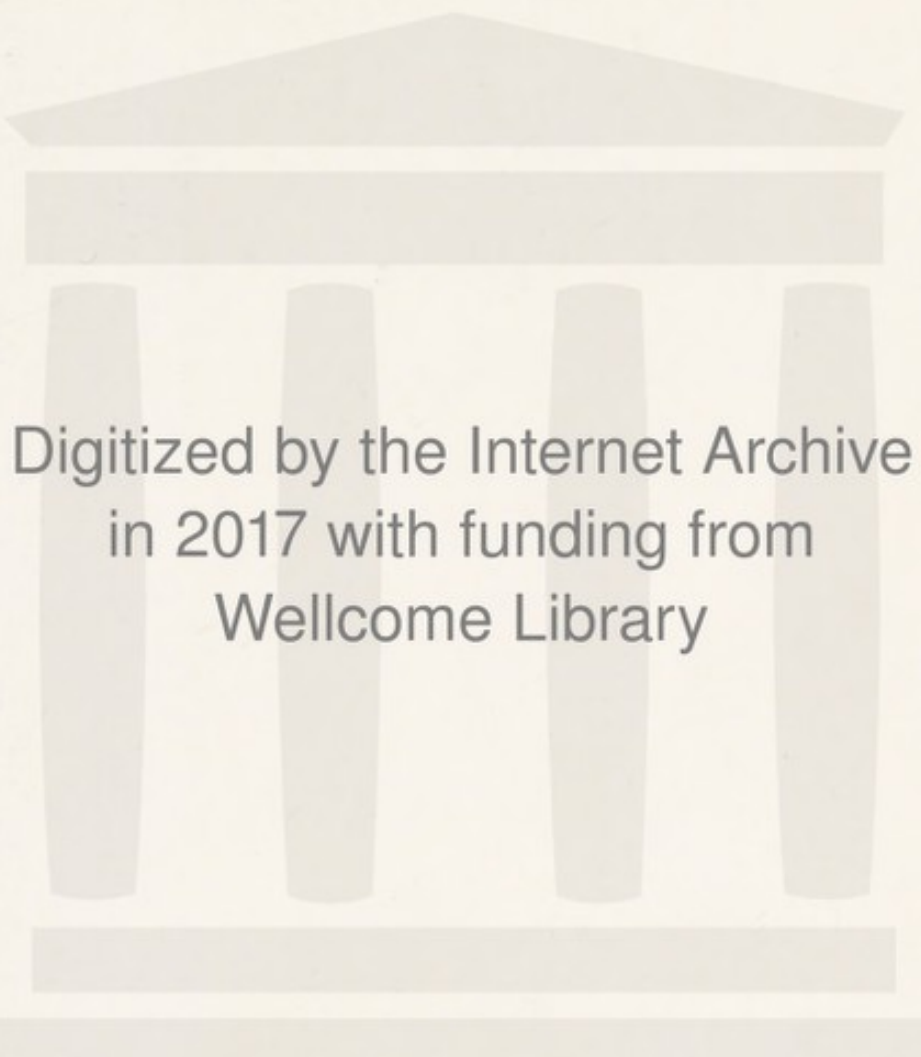 Digitized by the Internet Archive
in 2017 with funding from
Wellcome Library